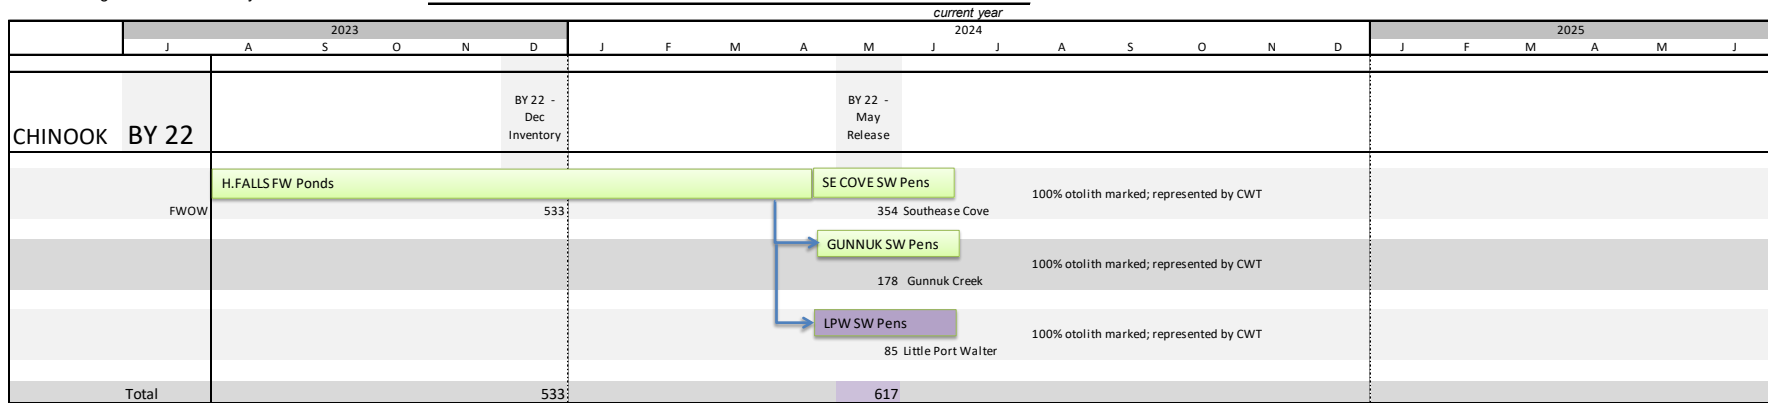 current year
2023 2024 2025
J A S O N D J F M A M J J A S O N D J F M A M J
CHINOOK BY 22
BY 22 -
Dec
Inventory
BY 22 -
May
Release
H.FALLS FW Ponds SE COVE SW Pens
100% otolith marked; represented by CWT
FWOW 533 354 Southease Cove
GUNNUK SW Pens
100% otolith marked; represented by CWT
178 Gunnuk Creek
LPW SW Pens
100% otolith marked; represented by CWT
85 Little Port Walter
Total 533 617